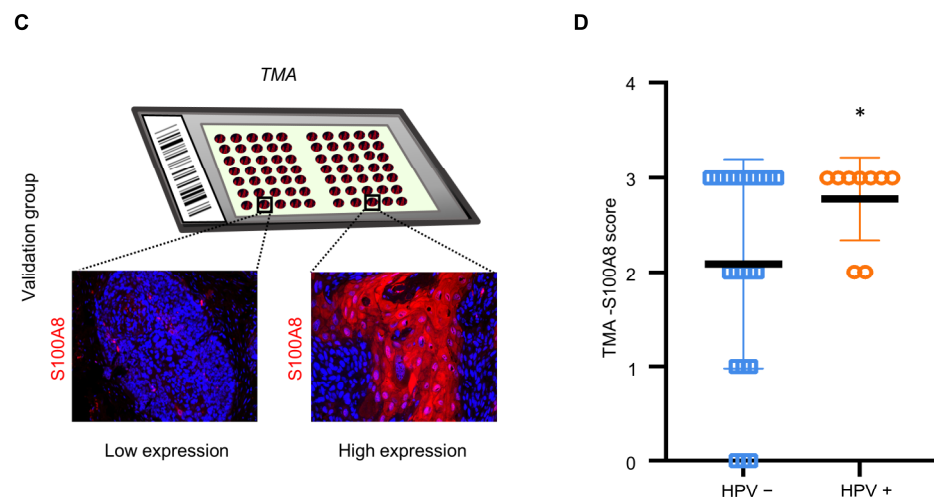 C
TMA
Validation group
S100A8
S100A8
Low expression
High expression
D
TMA -S100A8 score
4
3
2
1
0
*
HPV −
HPV +